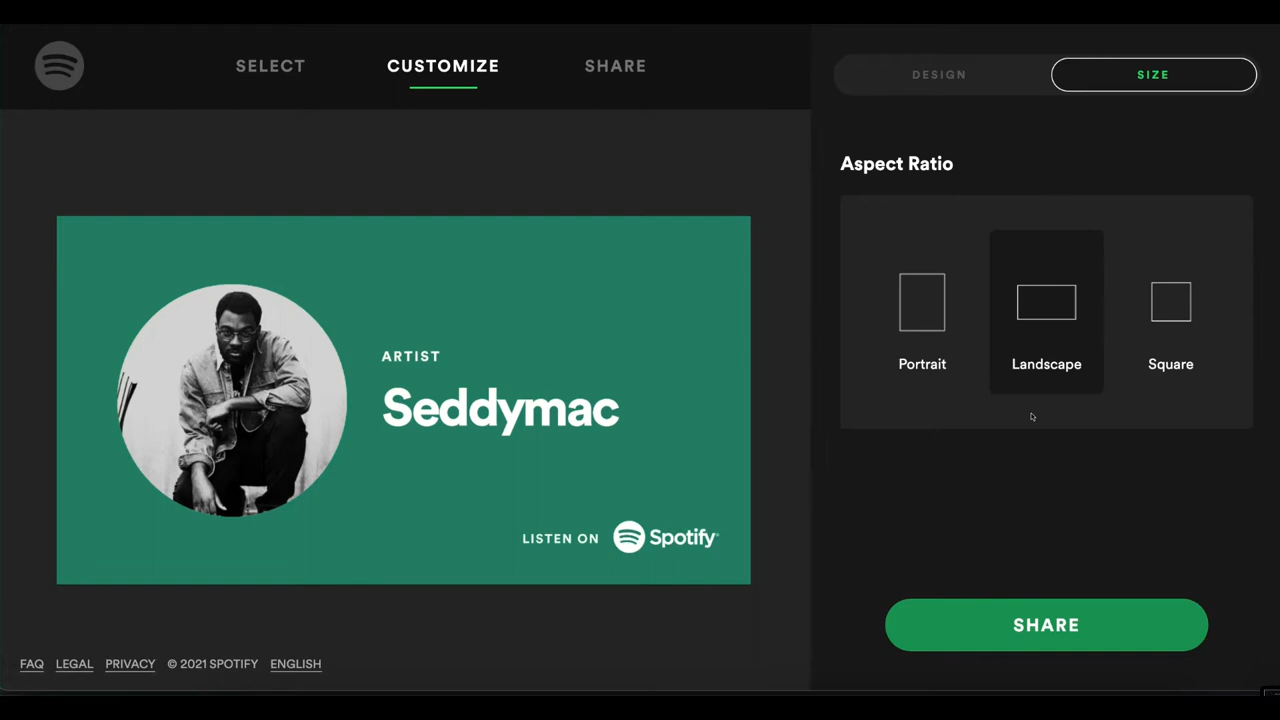 SELECT
CUSTOMIZE
SHARE
DESIGN
SIZE
Aspect Ratio
Portrait
Landscape
Square
ARTIST
Seddymac
LISTEN ON Spotify®
SHARE
FAQ LEGAL PRIVACY © 2021 SPOTIFY ENGLISH